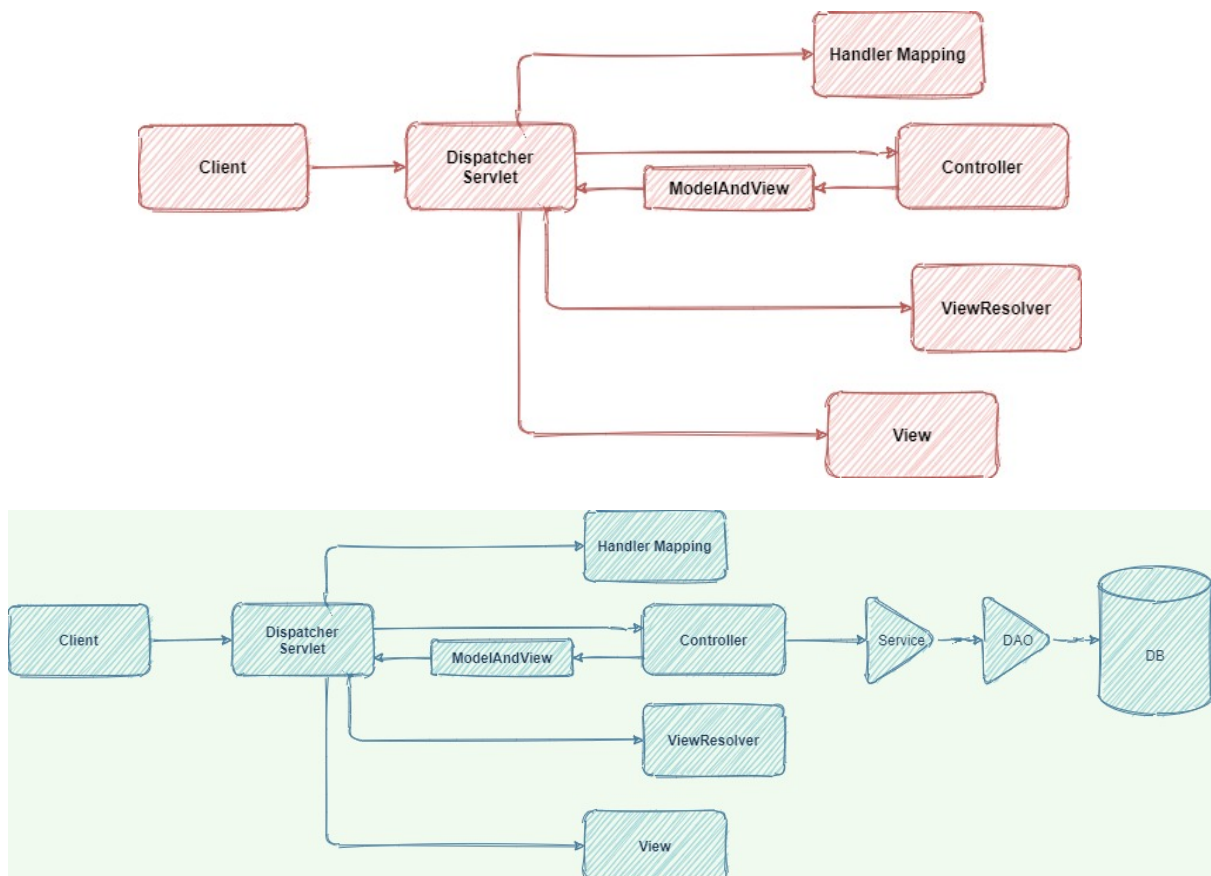 Handler Mapping
Client
Dispatcher
Servlet
ModelAndView
Controller
ViewResolver
View
Handler Mapping
Client
Dispatcher
Servlet
ModelAndView
Controller
Service
DAO
DB
ViewResolver
View